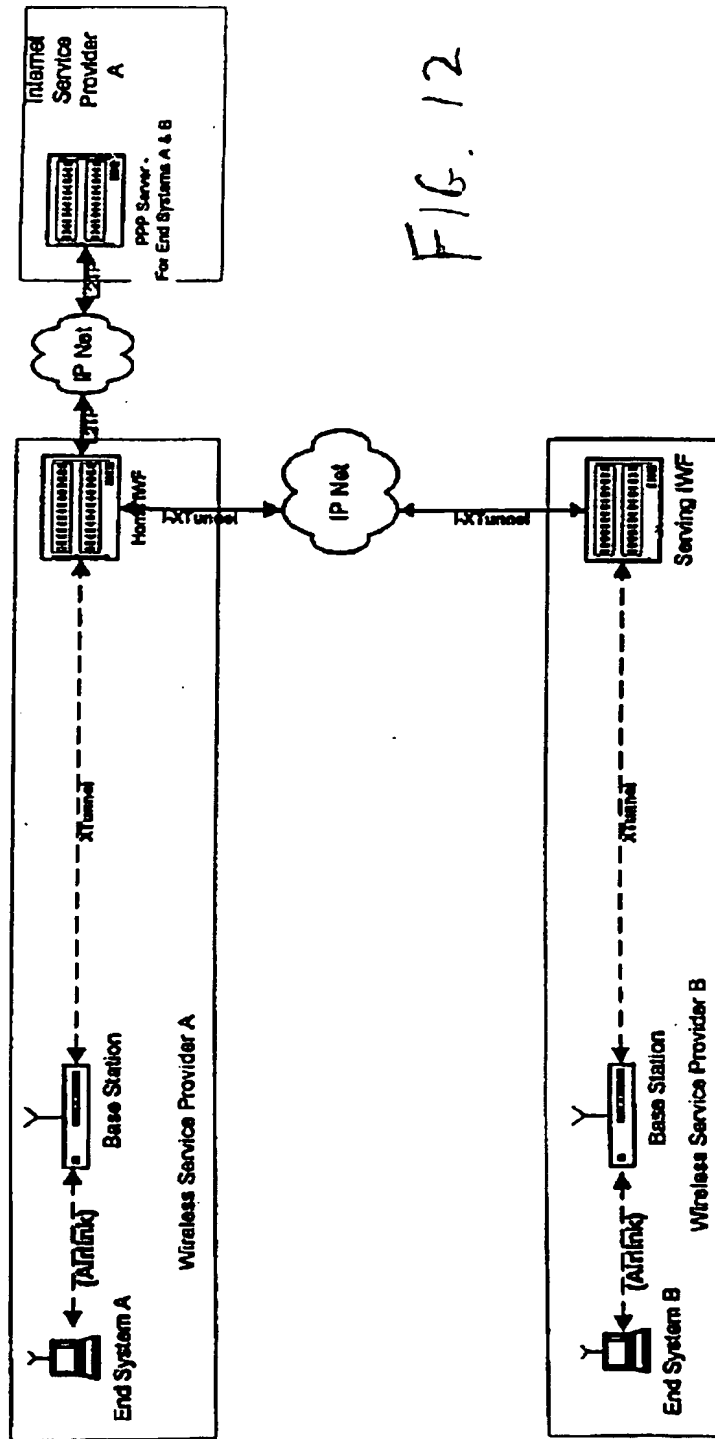 Internet
Service
Provider
A
PPP Server -
For End Systems A & B
L2TP
IP Net
L2TP
Home IWF
XTunnel
Base Station
(Airlink)
End System A
Wireless Service Provider A
I-XTunnel
IP Net
I-XTunnel
Serving IWF
XTunnel
Base Station
(Airlink)
End System B
Wireless Service Provider B
FIG. 12